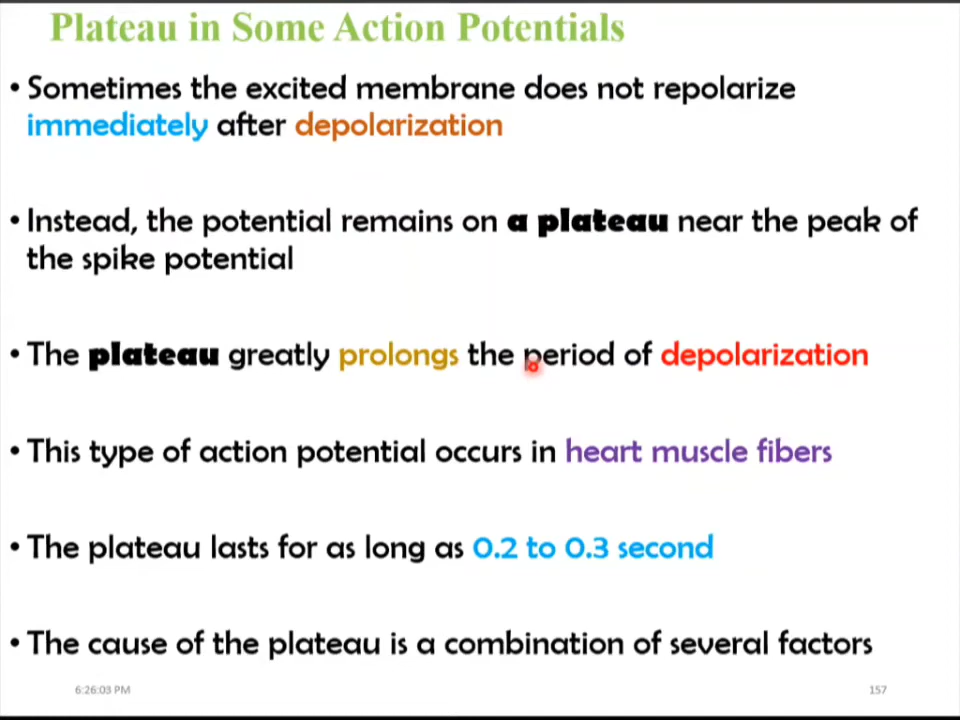 Plateau in Some Action Potentials
• Sometimes the excited membrane does not repolarize
immediately after depolarization
• Instead, the potential remains on a plateau near the peak of
the spike potential
• The plateau greatly prolongs the period of depolarization
• This type of action potential occurs in heart muscle fibers
• The plateau lasts for as long as 0.2 to 0.3 second
• The cause of the plateau is a combination of several factors
6:26:03 PM
157